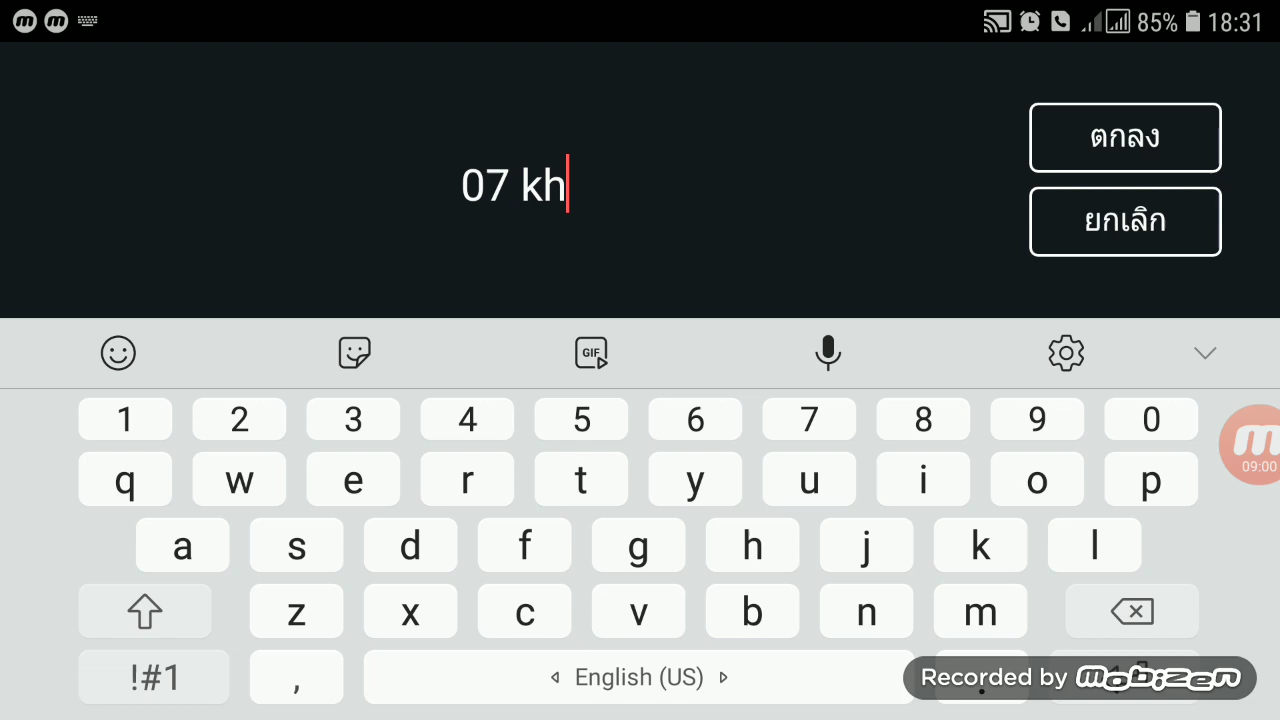 85% 18:31
07 kh
ตกลง
ยกเลิก
GIF
1 2 3 4 5 6 7 8 9 0
q w e r t y u i o p
a s d f g h j k l
z x c v b n m
!#1 , English (US) .
09:00
Recorded by mobizen